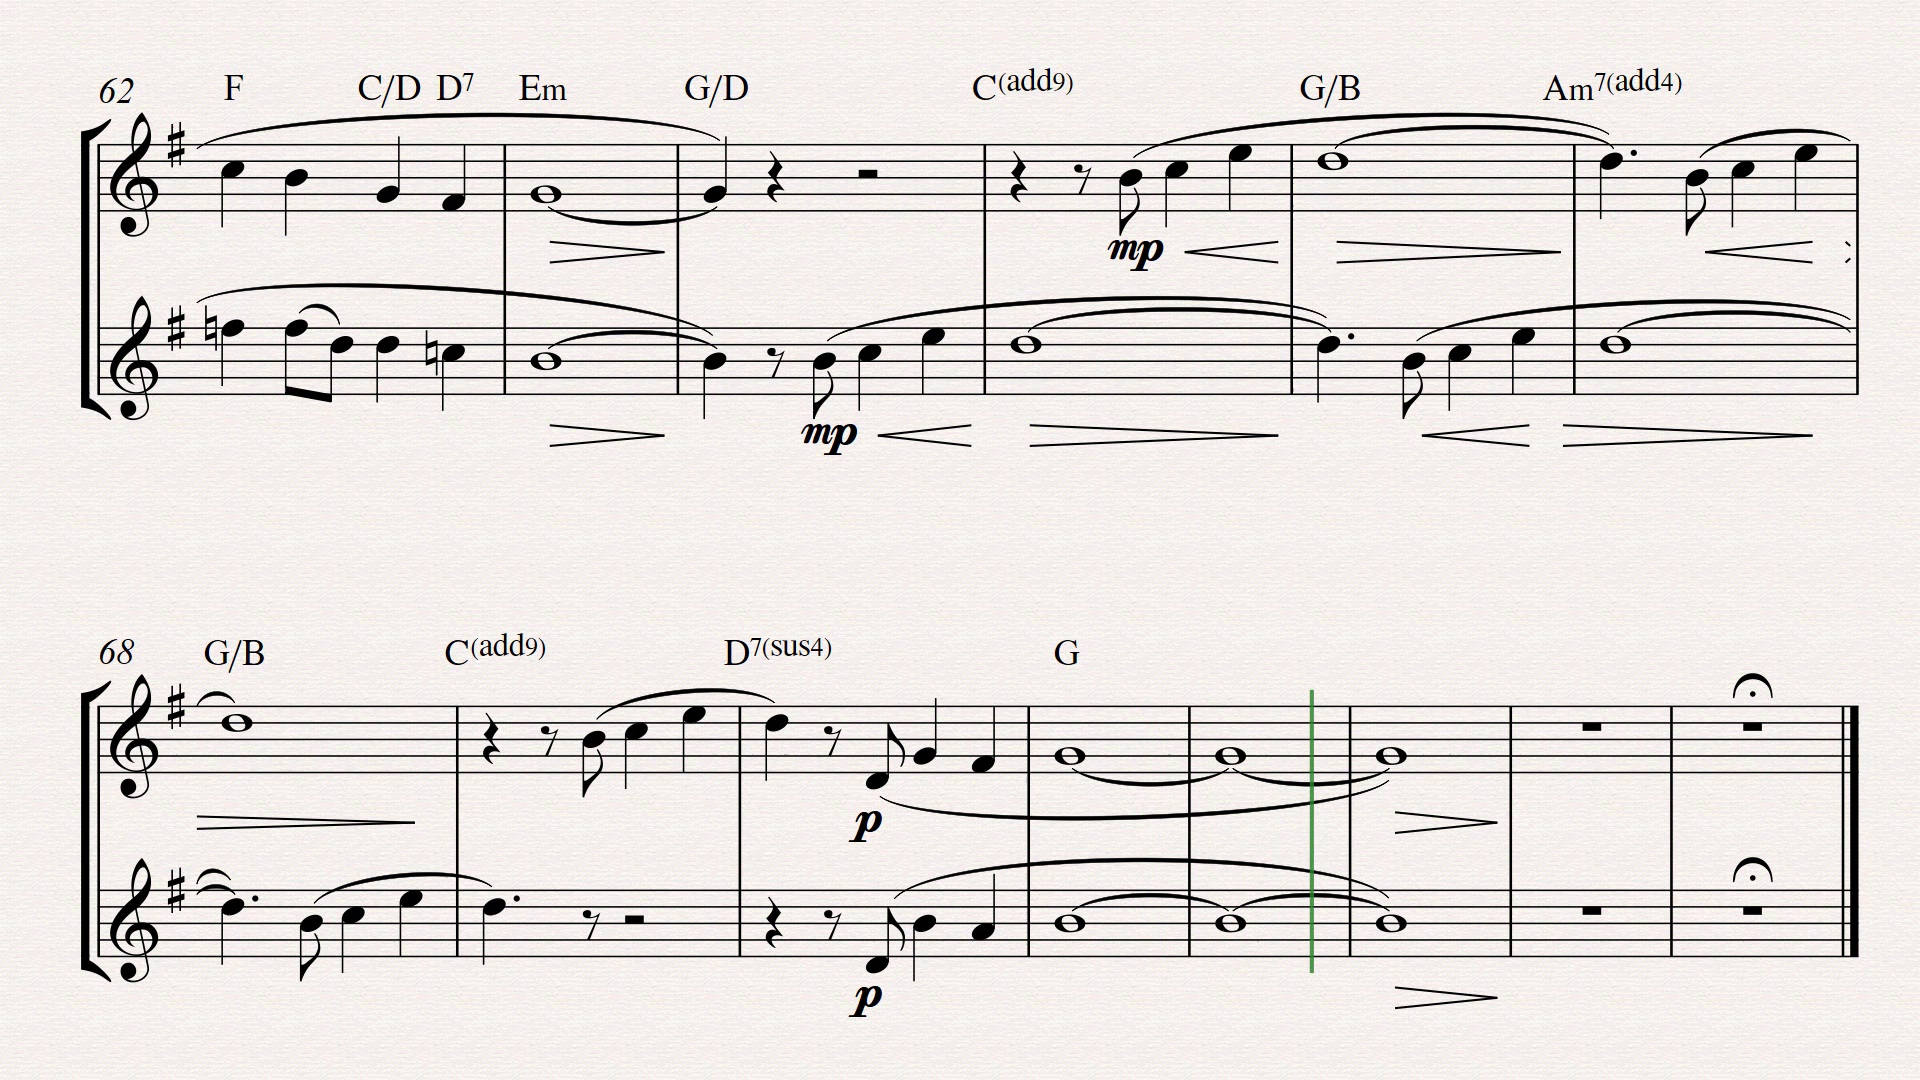 62 F C/D D7 Em G/D C(add9) G/B Am7(add4)
mp
mp
68 G/B C(add9) D7(sus4) G
p
p